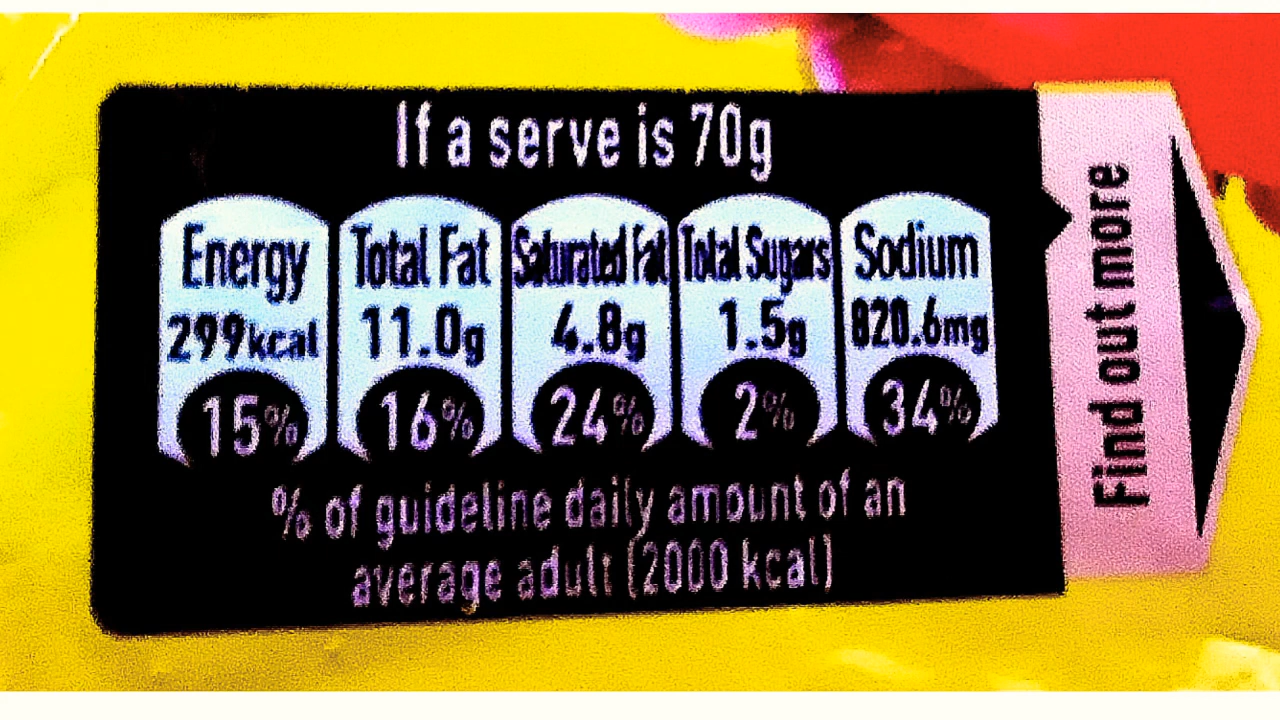 If a serve is 70g
Energy Total Fat Saturated Fat Total Sugars Sodium
299kcal 11.0g 4.8g 1.5g 820.6mg
15% 16% 24% 2% 34%
% of guideline daily amount of an
average adult (2000 kcal)
Find out more